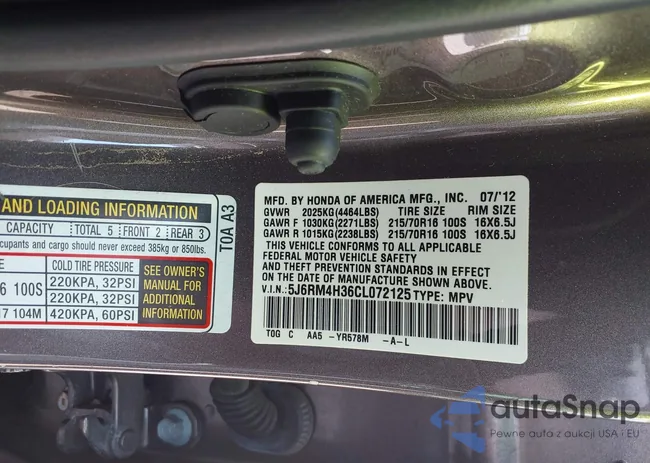 AND LOADING INFORMATION
CAPACITY TOTAL 5 FRONT 2 REAR 3
cupants and cargo should never exceed 385kg or 850lbs.
E COLD TIRE PRESSURE SEE OWNER'S MANUAL FOR ADDITIONAL INFORMATION
6 100S 220KPA, 32PSI
220KPA, 32PSI
17 104M 420KPA, 60PSI
T0A A3
MFD. BY HONDA OF AMERICA MFG., INC. 07/'12
GVWR 2025KG(4464LBS) TIRE SIZE RIM SIZE
GAWR F 1030KG(2271LBS) 215/70R16 100S 16X6.5J
GAWR R 1015KG(2238LBS) 215/70R16 100S 16X6.5J
THIS VEHICLE CONFORMS TO ALL APPLICABLE
FEDERAL MOTOR VEHICLE SAFETY
AND THEFT PREVENTION STANDARDS IN EFFECT
ON THE DATE OF MANUFACTURE SHOWN ABOVE.
V.I.N.: 5J6RM4H36CL072125 TYPE: MPV
T0G C AA5 -YR578M -A-L
autaSnap
Pewne auta z aukcji USA i EU